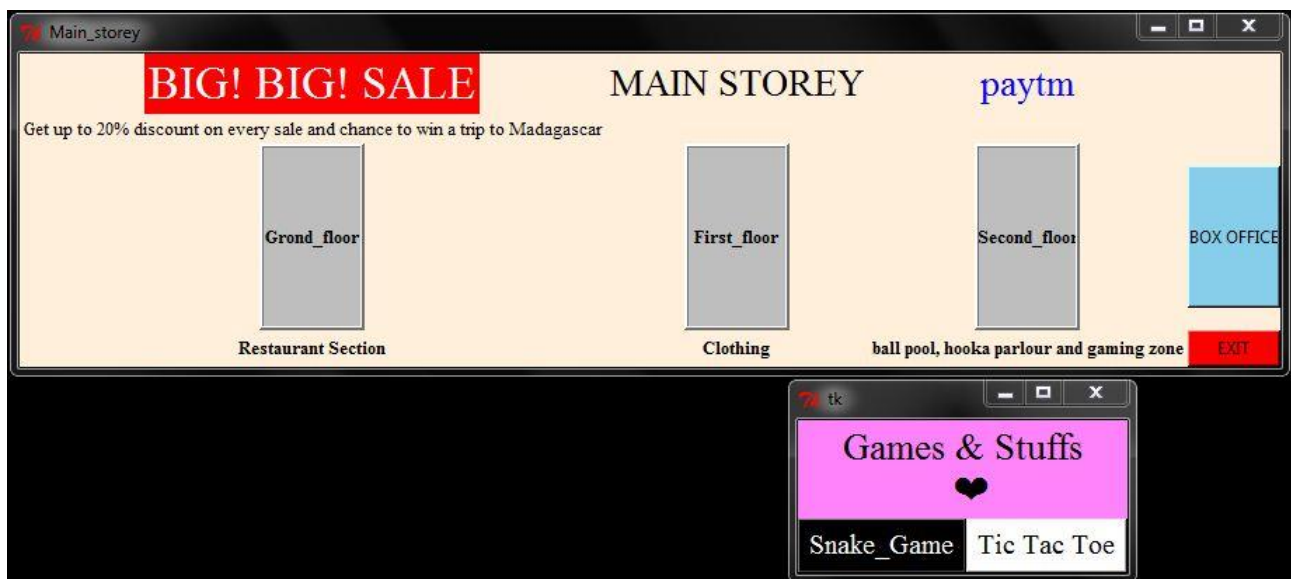 Main_storey
BIG! BIG! SALE MAIN STOREY paytm
Get up to 20% discount on every sale and chance to win a trip to Madagascar
Grond_floor First_floor Second_floor BOX OFFICE
Restaurant Section Clothing ball pool, hooka parlour and gaming zone EXIT
tk
Games & Stuffs
❤
Snake_Game Tic Tac Toe